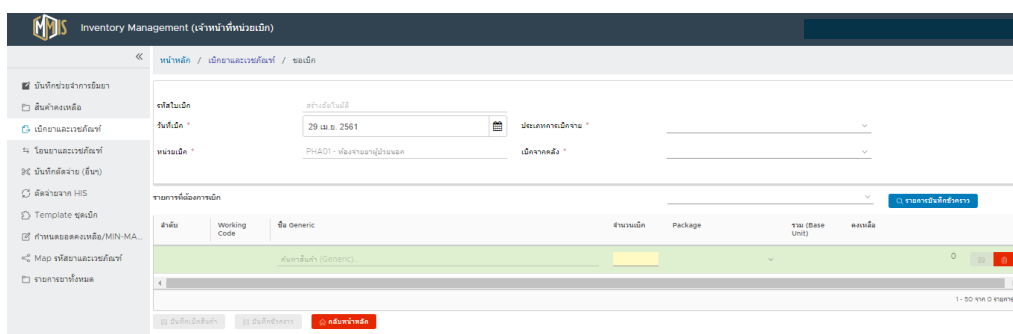 MMIS Inventory Management (เจ้าหน้าที่หน่วยเบิก)
หน้าหลัก / เบิกยาและเวชภัณฑ์ / ขอเบิก
บันทึกช่วยจำการยืมยา
สินค้าคงเหลือ
เบิกยาและเวชภัณฑ์
โอนยาและเวชภัณฑ์
บันทึกตัดจ่าย (อื่นๆ)
ตัดจ่ายจาก HIS
Template ชุดเบิก
กำหนดยอดคงเหลือ/MIN-MA...
Map รหัสยาและเวชภัณฑ์
รายการยาทั้งหมด
รหัสใบเบิก สร้างอัตโนมัติ
วันที่เบิก * 29 เม.ย. 2561 ประเภทการเบิกจ่าย *
หน่วยเบิก * PHA01 - ห้องจ่ายยาผู้ป่วยนอก เบิกจากคลัง *
รายการที่ต้องการเบิก รายการบันทึกชั่วคราว
ลำดับ Working Code ชื่อ Generic จำนวนเบิก Package รวม (Base Unit) คงเหลือ
ค้นหาสินค้า (Generic)... 0
1 - 50 จาก 0 รายการ
บันทึกเบิกสินค้า บันทึกชั่วคราว กลับหน้าหลัก